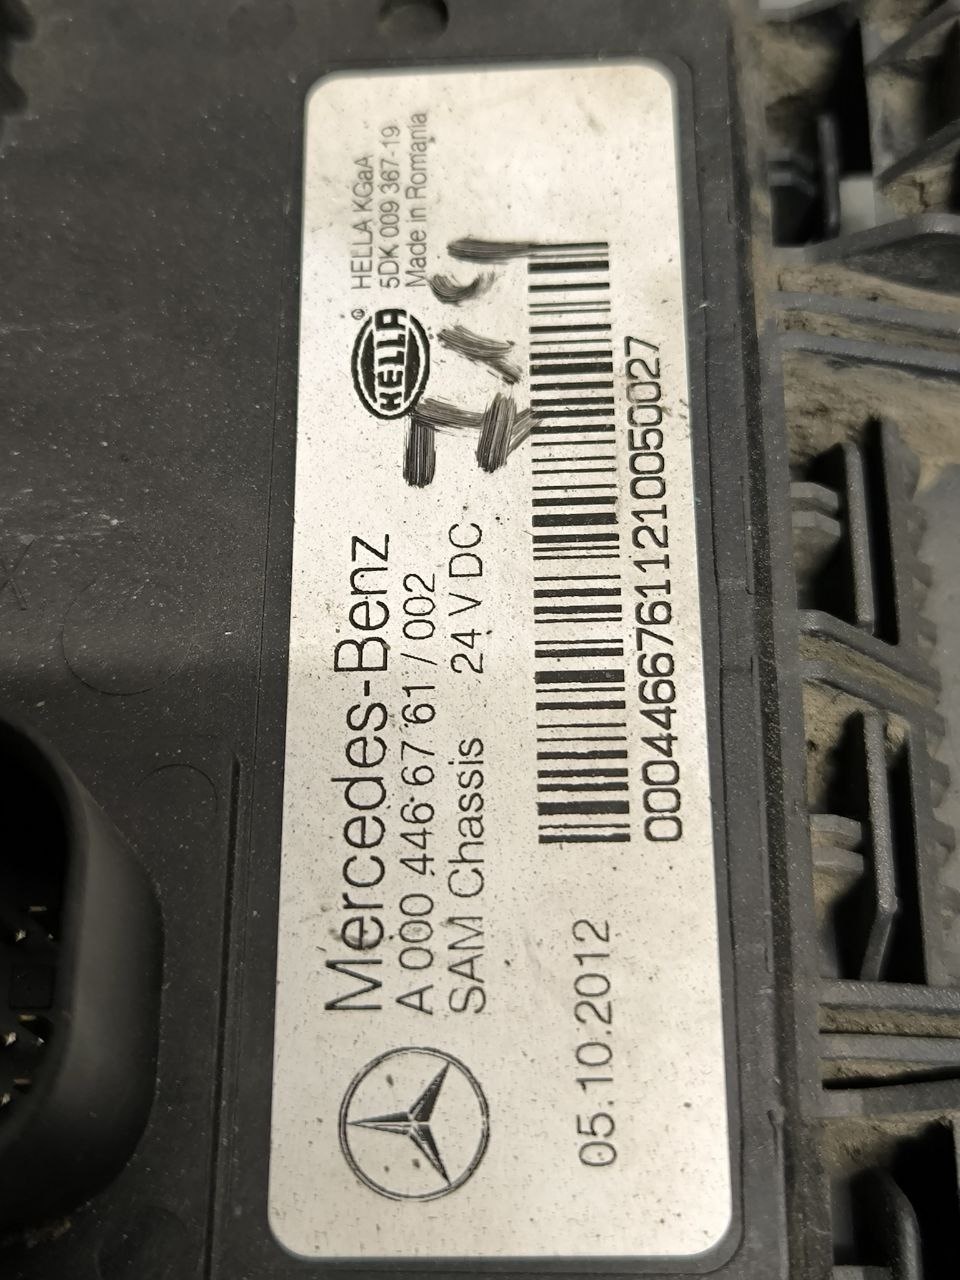 Mercedes-Benz
A 000 446 67 61 / 002
SAM Chassis 24 V DC
HELLA®
HELLA KGaA
5DK 009 367-19
Made in Romania
05.10.2012
00044667611210050027